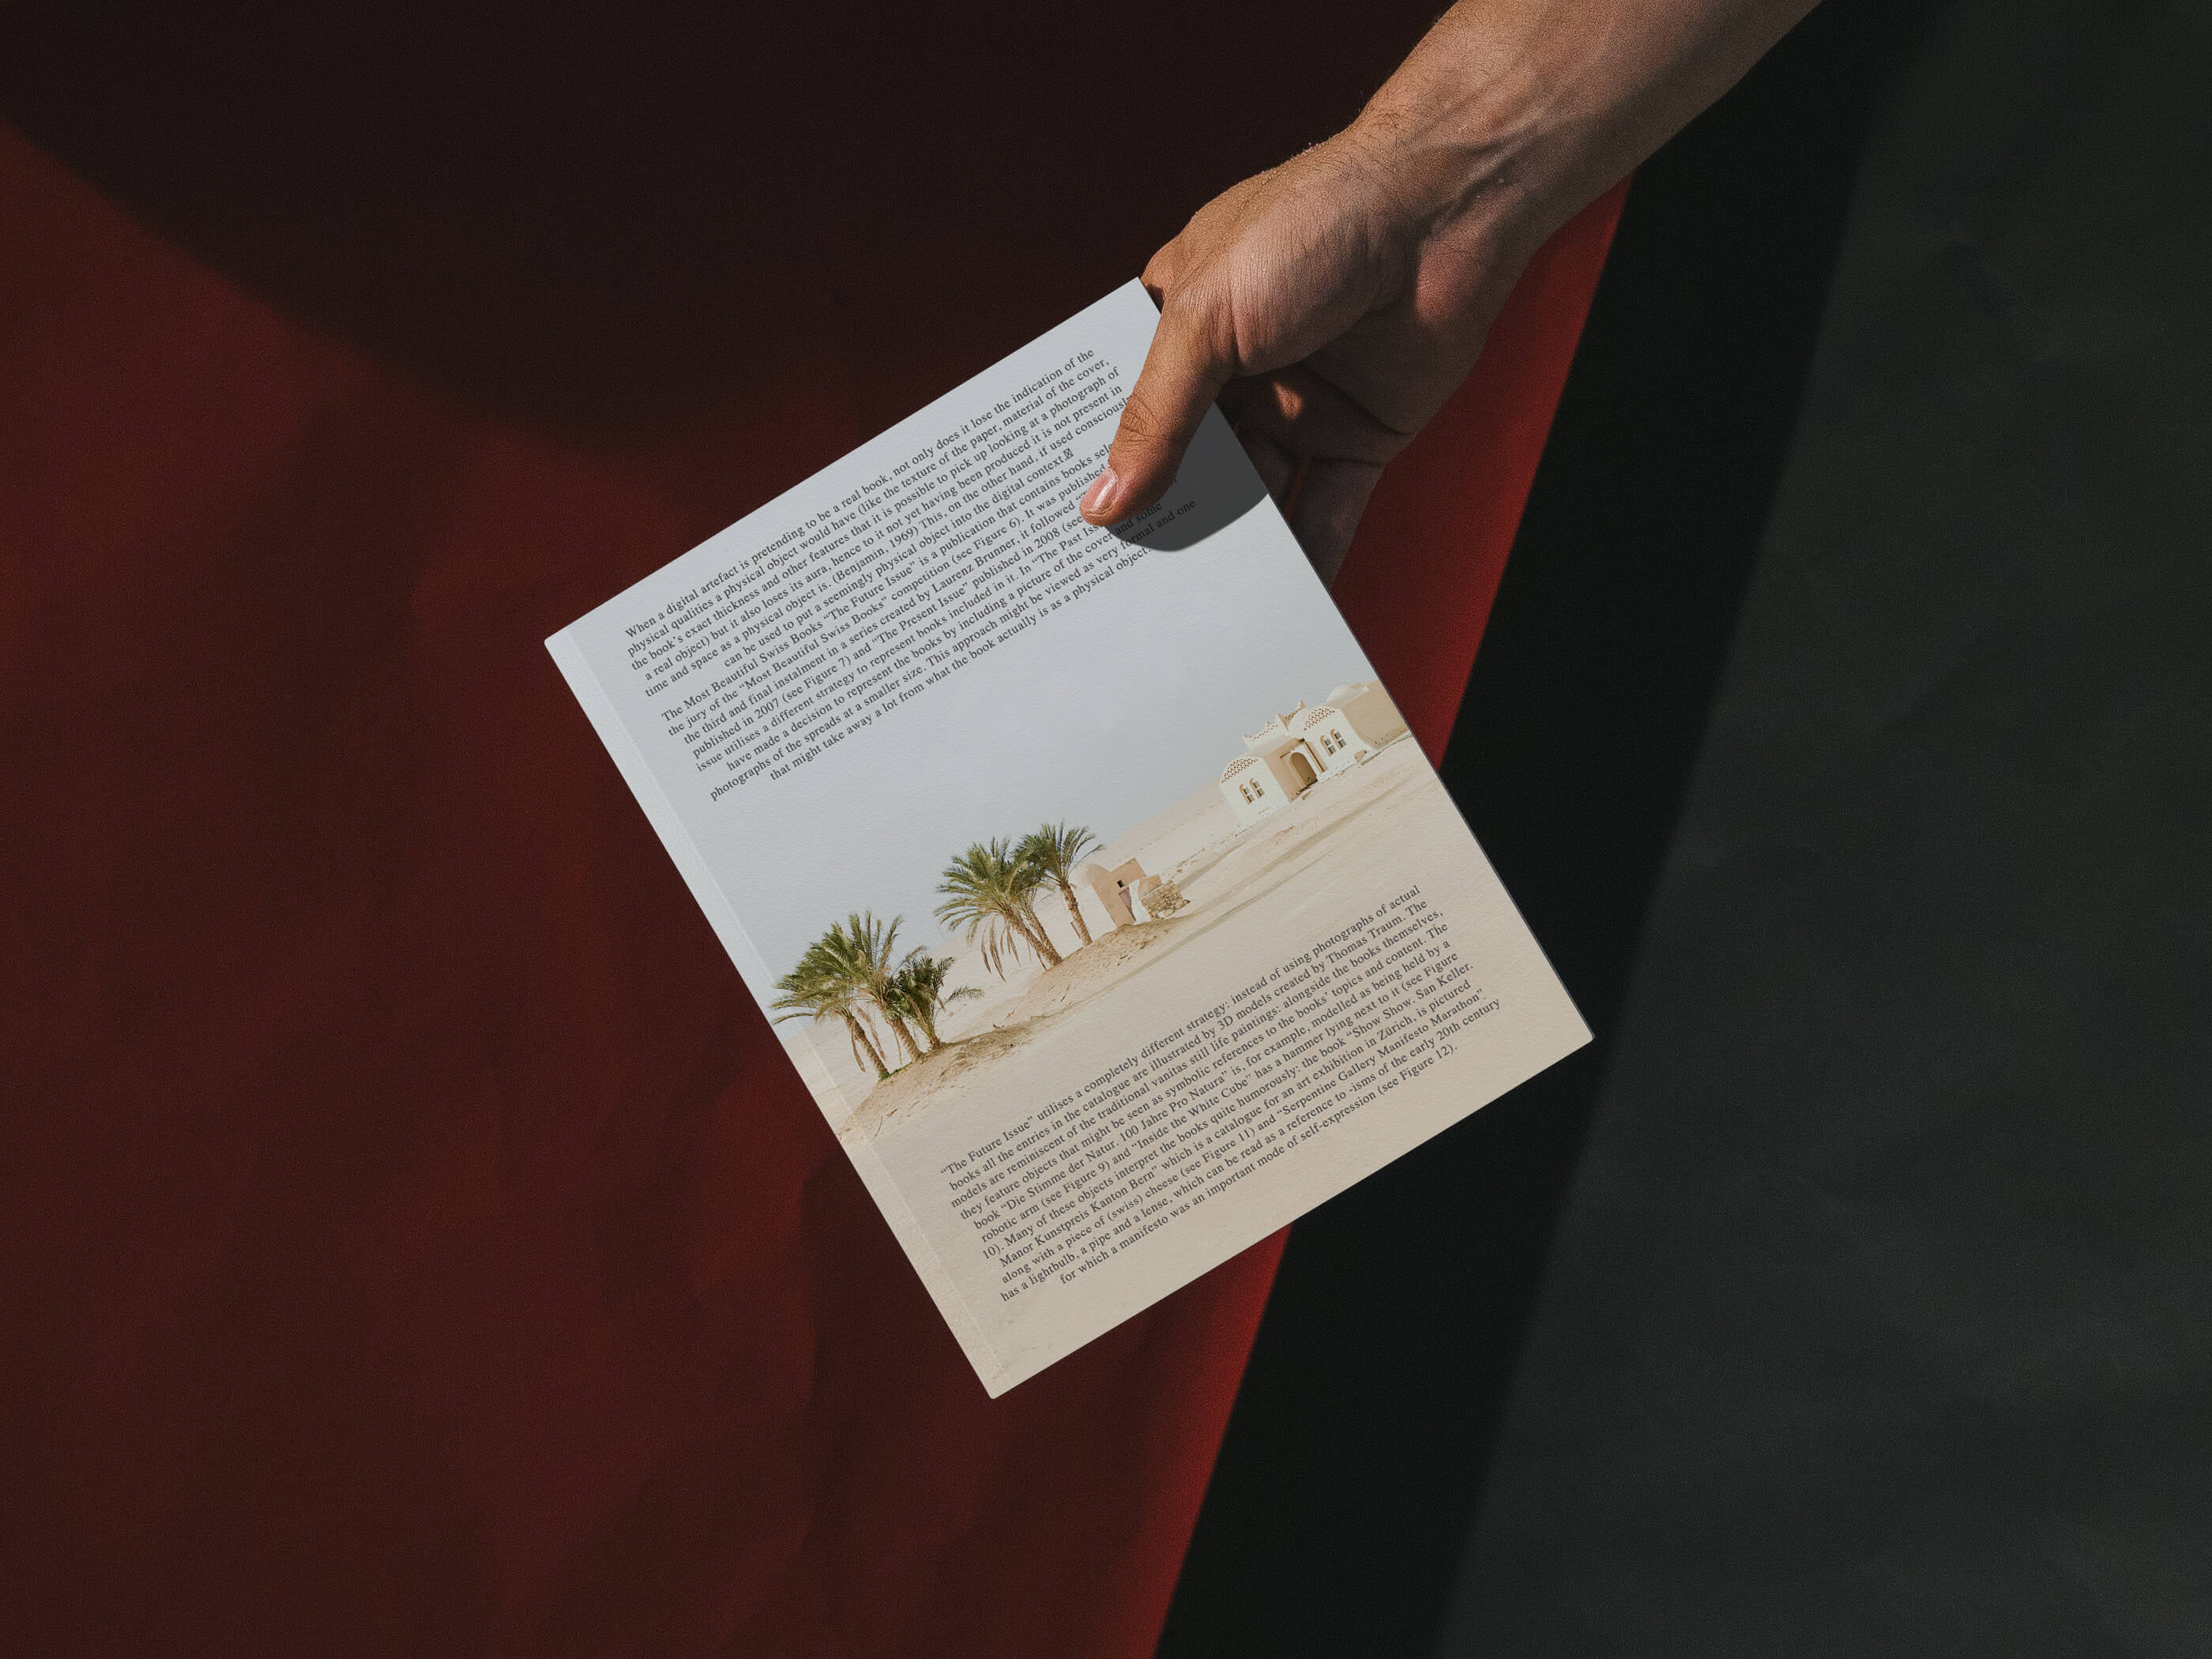 When a digital artefact is pretending to be a real book, not only does it lose the indication of the
physical qualities a physical object would have (like the texture of the paper, material of the cover,
the book's exact thickness and other features that it is possible to pick up looking at a photograph of
a real object) but it also loses its aura, hence to it not yet having been produced it is not present in
time and space as a physical object is. (Benjamin, 1969) This, on the other hand, if used consciously
can be used to put a seemingly physical object into the digital context.
The Most Beautiful Swiss Books “The Future Issue” is a publication that contains books
the jury of the “Most Beautiful Swiss Books” competition (see Figure 6). It was published
the third and final instalment in a series created by Laurenz Brunner, it followed
published in 2007 (see Figure 7) and “The Present Issue” published in 2008 (see
issue utilises a different strategy to represent books included in it. In “The Past
have made a decision to represent the books by including a picture of the cover and some
photographs of the spreads at a smaller size. This approach might be viewed as very formal and one
that might take away a lot from what the book actually is as a physical object.
“The Future Issue” utilises a completely different strategy: instead of using photographs of actual
books all the entries in the catalogue are illustrated by 3D models created by Thomas Traum. The
models are reminiscent of the traditional vanitas still life paintings: alongside the books themselves,
they feature objects that might be seen as symbolic references to the books' topics and content. The
book “Die Stimme der Natur. 100 Jahre Pro Natura” is, for example, modelled as being held by a
robotic arm (see Figure 9) and “Inside the White Cube” has a hammer lying next to it (see Figure
10). Many of these objects interpret the books quite humorously: the book “Show Show. San Keller.
Manor Kunstpreis Kanton Bern” which is a catalogue for an art exhibition in Zürich, is pictured
along with a piece of (swiss) cheese (see Figure 11) and “Serpentine Gallery Manifesto Marathon”
has a lightbulb, a pipe and a lense, which can be read as a reference to -isms of the early 20th century
for which a manifesto was an important mode of self-expression (see Figure 12).